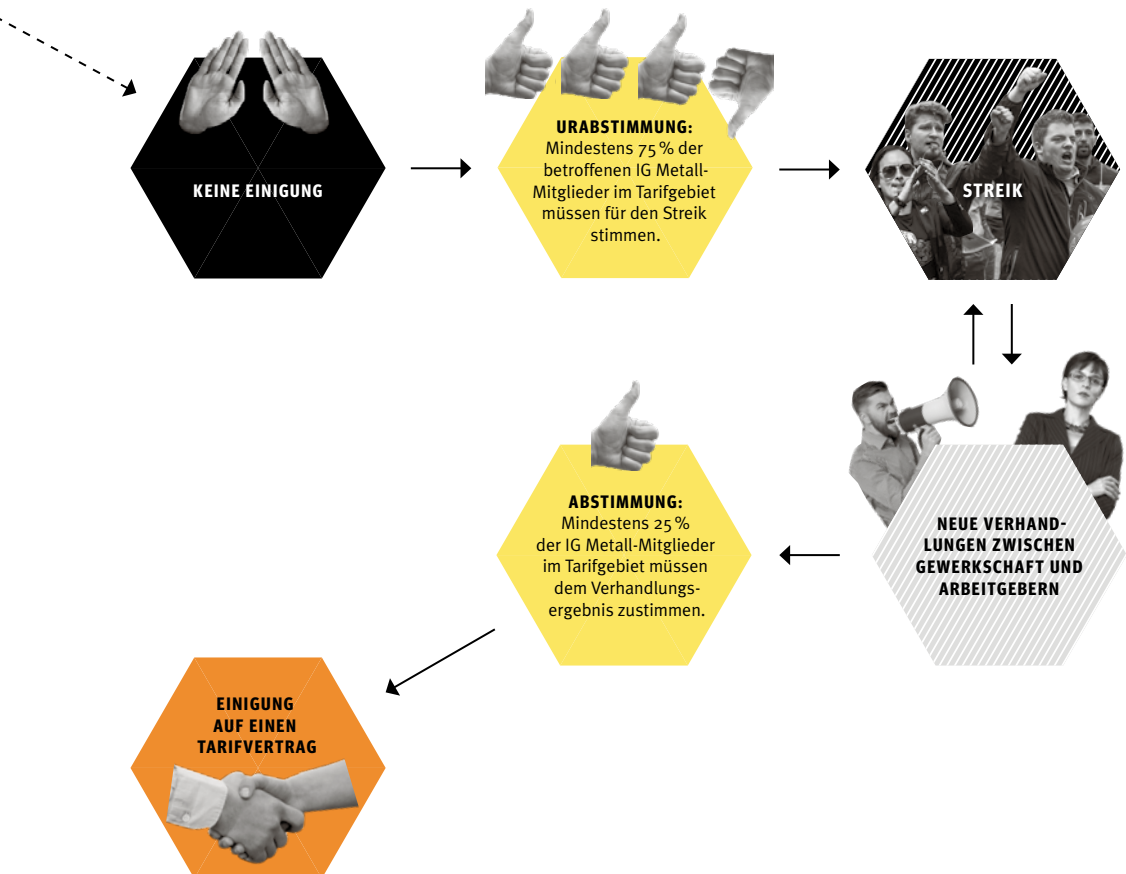 KEINE EINIGUNG
URABSTIMMUNG:
Mindestens 75 % der
betroffenen IG Metall-
Mitglieder im Tarifgebiet
müssen für den Streik
stimmen.
STREIK
NEUE VERHAND-
LUNGEN ZWISCHEN
GEWERKSCHAFT UND
ARBEITGEBERN
ABSTIMMUNG:
Mindestens 25 %
der IG Metall-Mitglieder
im Tarifgebiet müssen
dem Verhandlungs-
ergebnis zustimmen.
EINIGUNG
AUF EINEN
TARIFVERTRAG